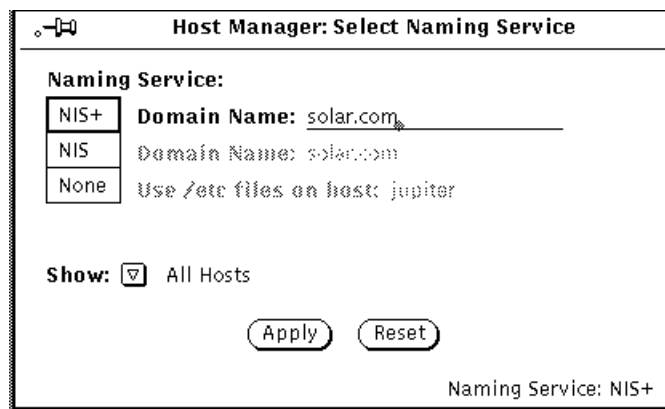 Host Manager: Select Naming Service
Naming Service:
NIS+ Domain Name: solar.com
NIS Domain Name: solar.com
None Use /etc files on host: jupiter
Show: All Hosts
Apply Reset
Naming Service: NIS+